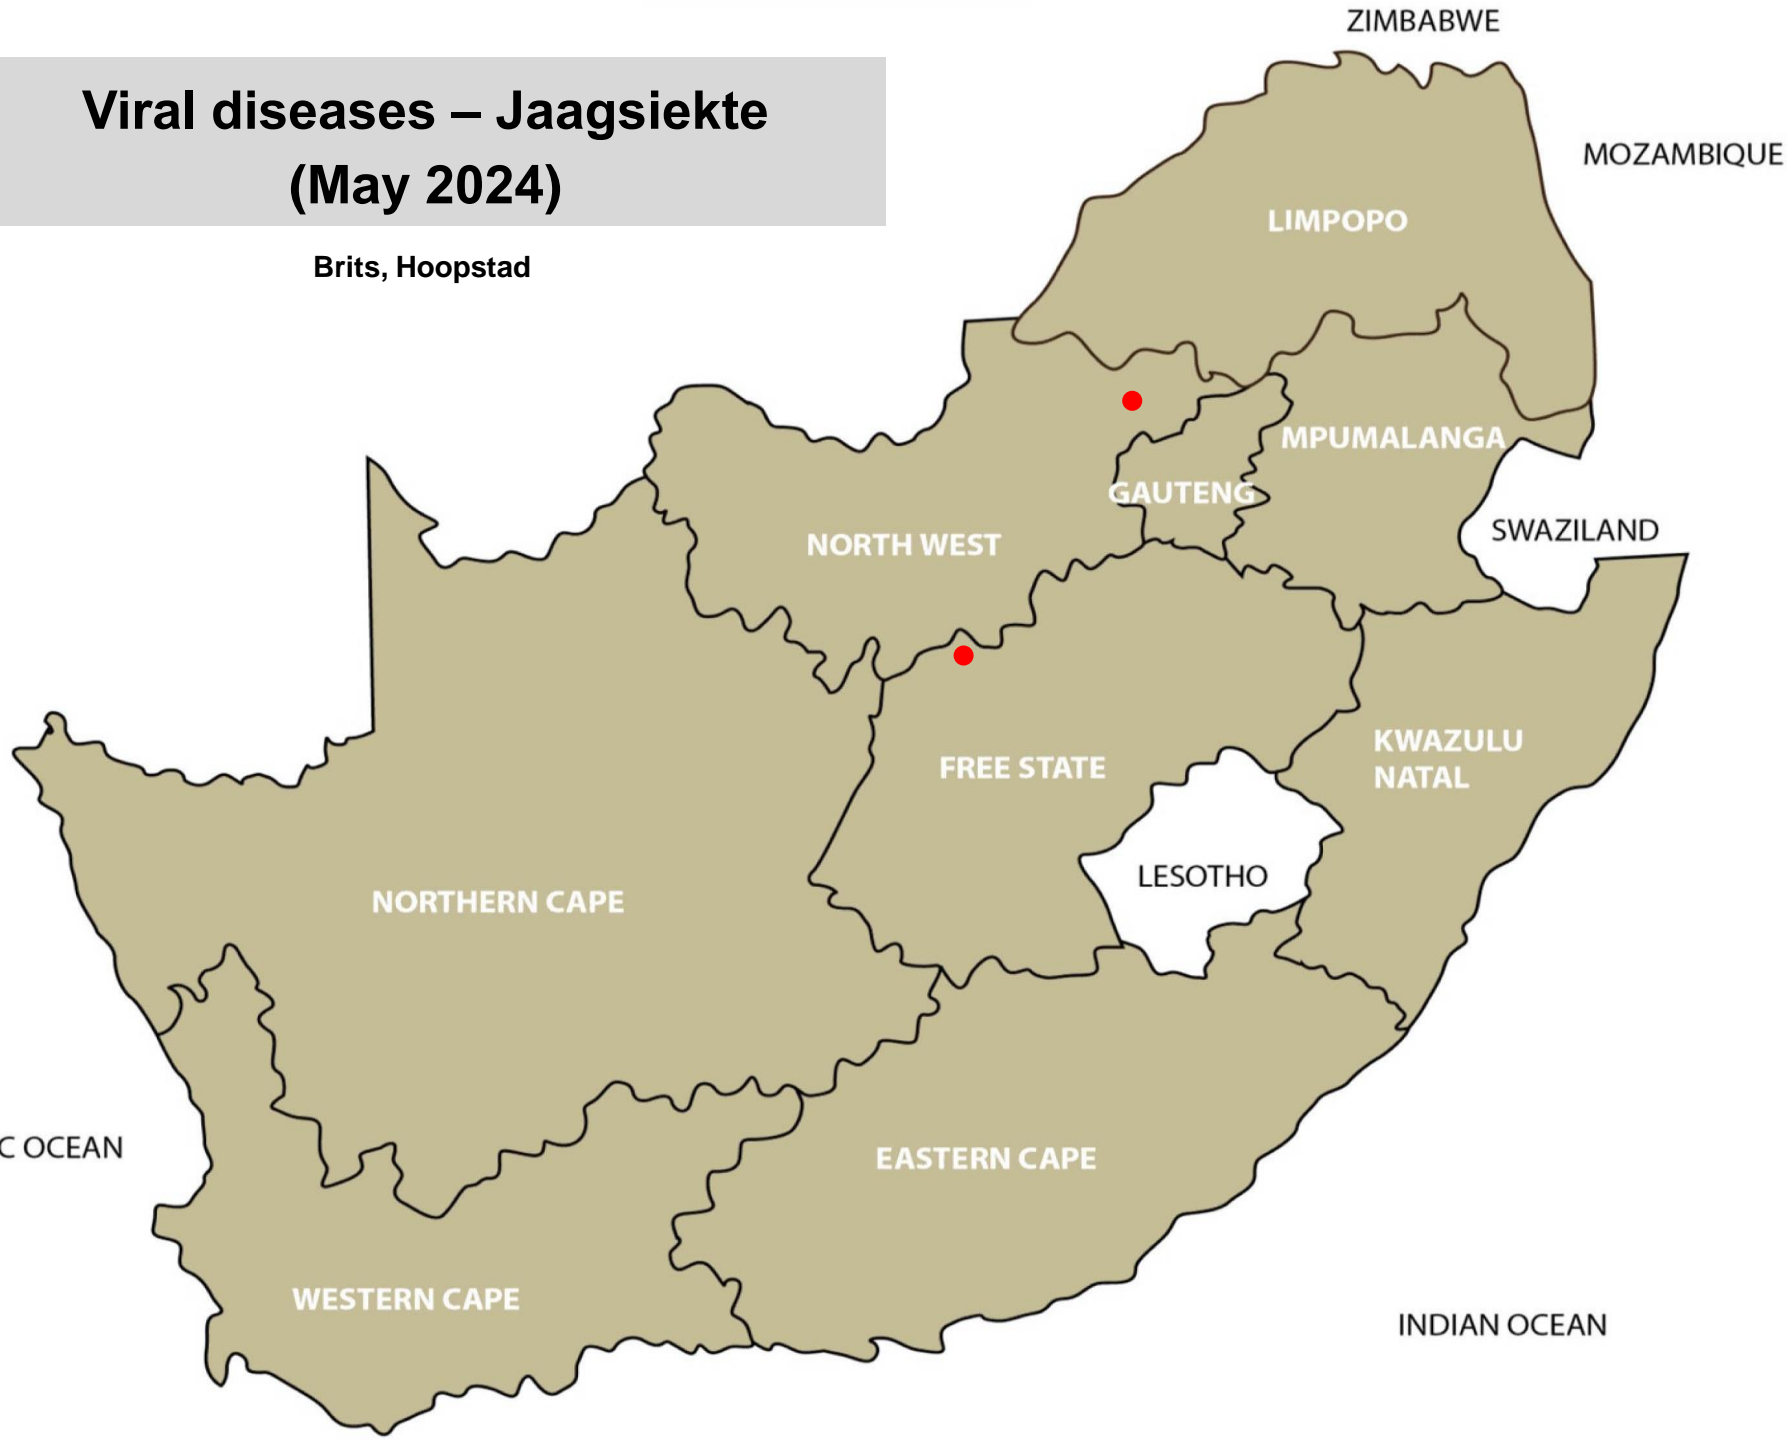 ZIMBABWE
Viral diseases – Jaagsiekte
(May 2024)
MOZAMBIQUE
LIMPOPO
Brits, Hoopstad
MPUMALANGA
GAUTENG
SWAZILAND
NORTH WEST
KWAZULU
NATAL
FREE STATE
LESOTHO
NORTHERN CAPE
C OCEAN
EASTERN CAPE
WESTERN CAPE
INDIAN OCEAN